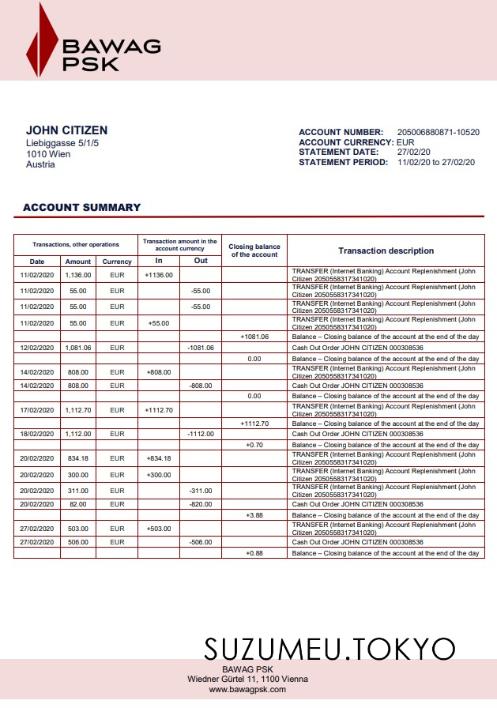 BAWAG
PSK
JOHN CITIZEN
Liebiggasse 5/1/5
1010 Wien
Austria
ACCOUNT NUMBER: 205006880871-10520
ACCOUNT CURRENCY: EUR
STATEMENT DATE: 27/02/20
STATEMENT PERIOD: 11/02/20 to 27/02/20
ACCOUNT SUMMARY
Transactions, other operations
Transaction amount in the
account currency
Closing balance
of the account
Transaction description
Date Amount Currency In Out
11/02/2020 1,136.00 EUR +1136.00 TRANSFER (Internet Banking) Account Replenishment (John
Citizen 2050558317341020)
11/02/2020 55.00 EUR -55.00 TRANSFER (Internet Banking) Account Replenishment (John
Citizen 2050558317341020)
11/02/2020 55.00 EUR -55.00 TRANSFER (Internet Banking) Account Replenishment (John
Citizen 2050558317341020)
11/02/2020 55.00 EUR +55.00 TRANSFER (Internet Banking) Account Replenishment (John
Citizen 2050558317341020)
+1081.06 Balance – Closing balance of the account at the end of the day
12/02/2020 1,081.06 EUR -1081.06 Cash Out Order JOHN CITIZEN 000308536
0.00 Balance – Closing balance of the account at the end of the day
14/02/2020 808.00 EUR +808.00 TRANSFER (Internet Banking) Account Replenishment (John
Citizen 2050558317341020)
14/02/2020 808.00 EUR -808.00 Cash Out Order JOHN CITIZEN 000308536
0.00 Balance – Closing balance of the account at the end of the day
17/02/2020 1,112.70 EUR +1112.70 TRANSFER (Internet Banking) Account Replenishment (John
Citizen 2050558317341020)
+1112.70 Balance – Closing balance of the account at the end of the day
18/02/2020 1,112.00 EUR -1112.00 Cash Out Order JOHN CITIZEN 000308536
+0.70 Balance – Closing balance of the account at the end of the day
20/02/2020 834.18 EUR +834.18 TRANSFER (Internet Banking) Account Replenishment (John
Citizen 2050558317341020)
20/02/2020 300.00 EUR +300.00 TRANSFER (Internet Banking) Account Replenishment (John
Citizen 2050558317341020)
20/02/2020 311.00 EUR -311.00 TRANSFER (Internet Banking) Account Replenishment (John
Citizen 2050558317341020)
20/02/2020 82.00 EUR -820.00 Cash Out Order JOHN CITIZEN 000308536
+3.88 Balance – Closing balance of the account at the end of the day
27/02/2020 503.00 EUR +503.00 TRANSFER (Internet Banking) Account Replenishment (John
Citizen 2050558317341020)
27/02/2020 506.00 EUR -506.00 Cash Out Order JOHN CITIZEN 000308536
+0.88 Balance – Closing balance of the account at the end of the day
SUZUMEU.TOKYO
BAWAG PSK
Wiedner Gürtel 11, 1100 Vienna
www.bawagpsk.com